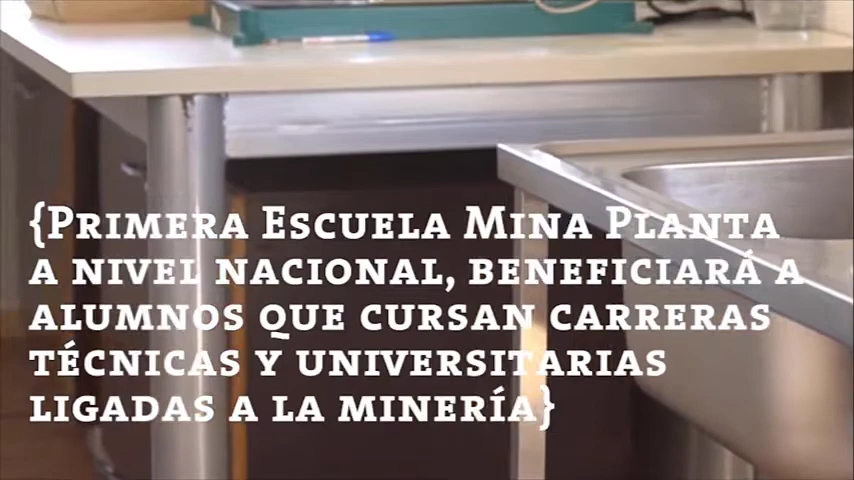 {Primera Escuela Mina Planta
a nivel nacional, beneficiará a
alumnos que cursan carreras
técnicas y universitarias
ligadas a la minería}